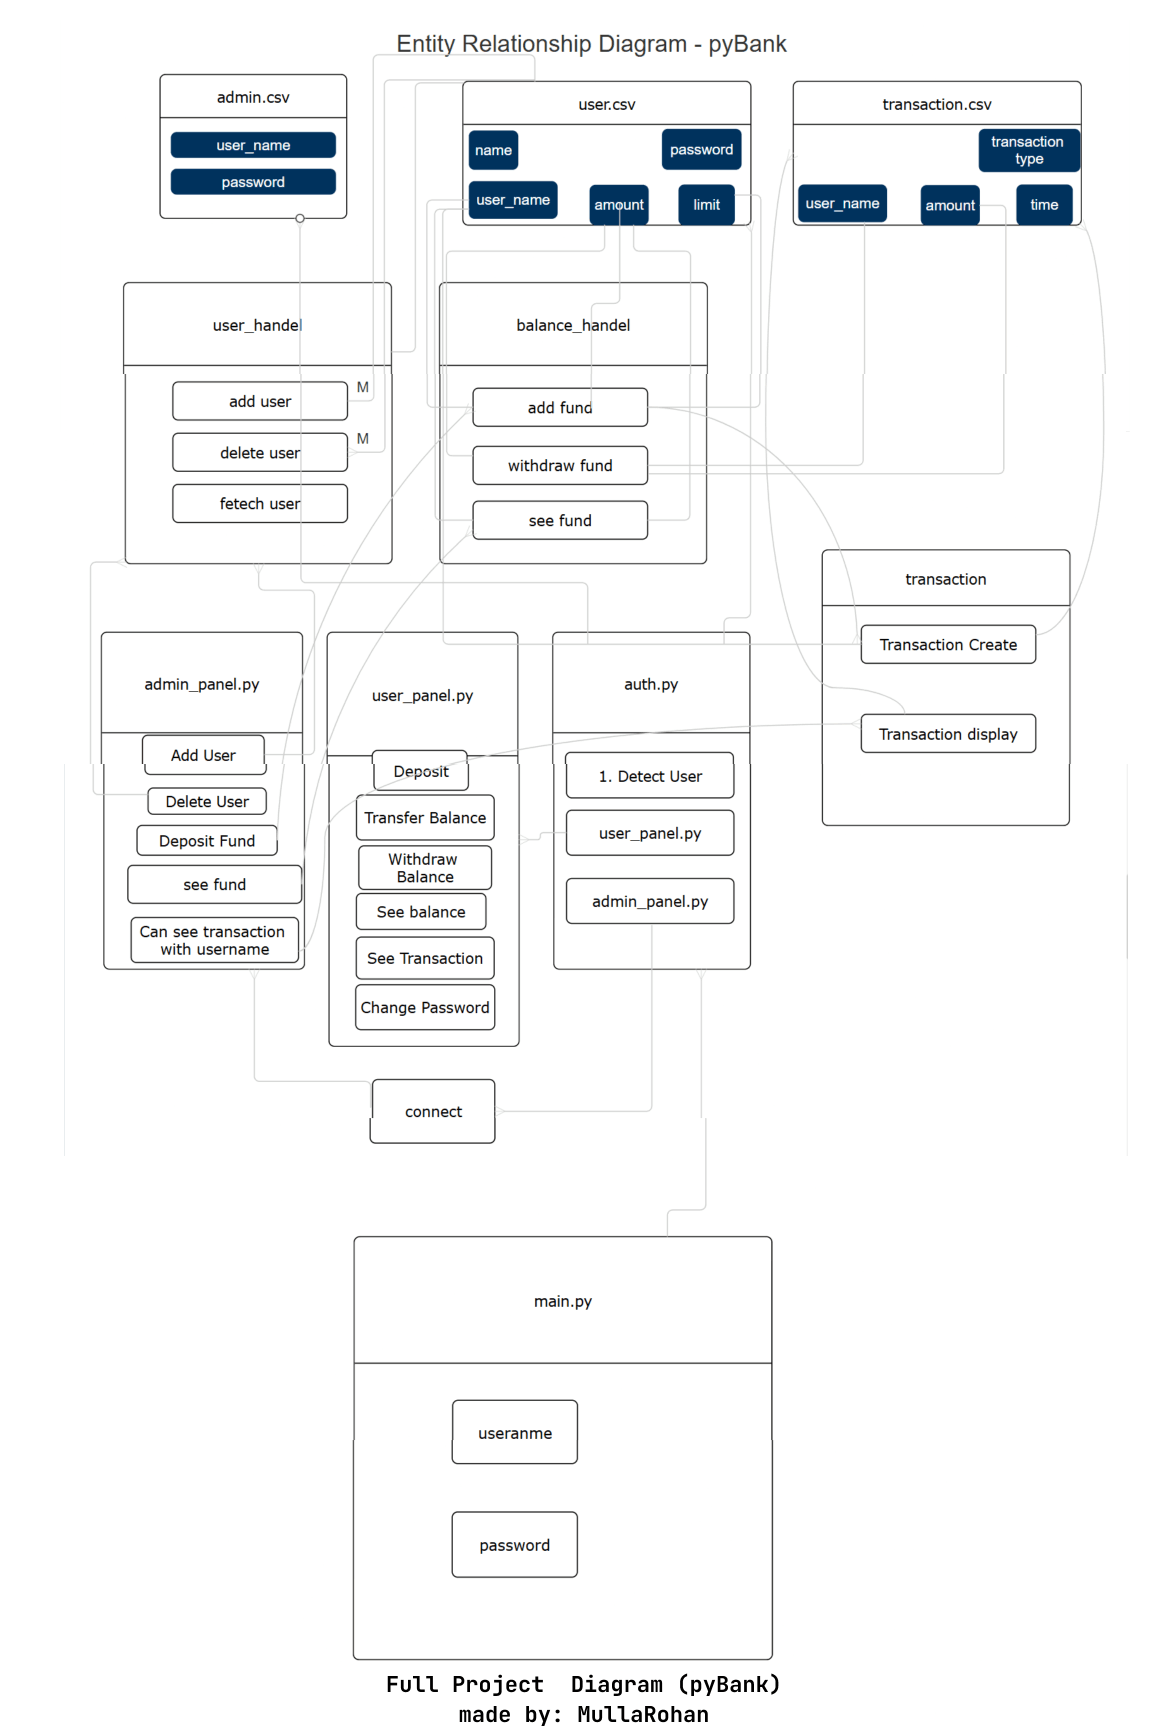 Entity Relationship Diagram - pyBank
admin.csv
user_name
password
user.csv
name
password
user_name
amount
limit
transaction.csv
transaction
type
user_name
amount
time
user_handel
add user
M
delete user
M
fetech user
balance_handel
add fund
withdraw fund
see fund
transaction
Transaction Create
Transaction display
admin_panel.py
Add User
Delete User
Deposit Fund
see fund
Can see transaction
with username
user_panel.py
Deposit
Transfer Balance
Withdraw
Balance
See balance
See Transaction
Change Password
auth.py
1. Detect User
user_panel.py
admin_panel.py
connect
main.py
useranme
password
Full Project  Diagram (pyBank)
made by: MullaRohan